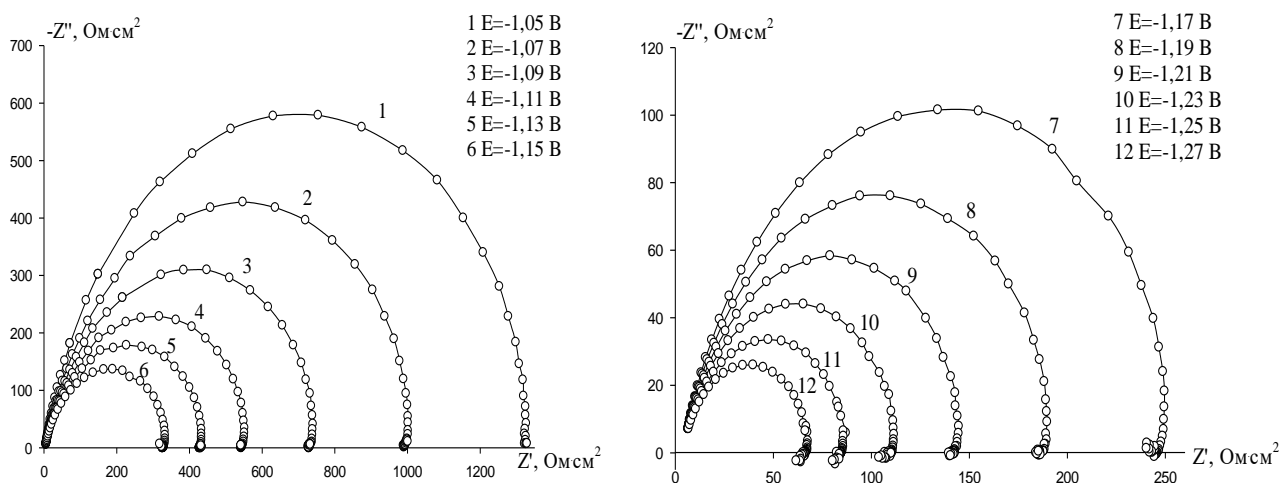 -Z", Ом·см²
1 E=-1,05 В
2 E=-1,07 В
3 E=-1,09 В
4 E=-1,11 В
5 E=-1,13 В
6 E=-1,15 В
700
600
500
400
300
200
100
0
1
2
3
4
5
6
0 200 400 600 800 1000 1200
Z', Ом·см²
-Z'', Ом·см²
7 E=-1,17 В
8 E=-1,19 В
9 E=-1,21 В
10 E=-1,23 В
11 E=-1,25 В
12 E=-1,27 В
120
100
80
60
40
20
0
7
8
9
10
11
12
0 50 100 150 200 250
Z', Ом·см²